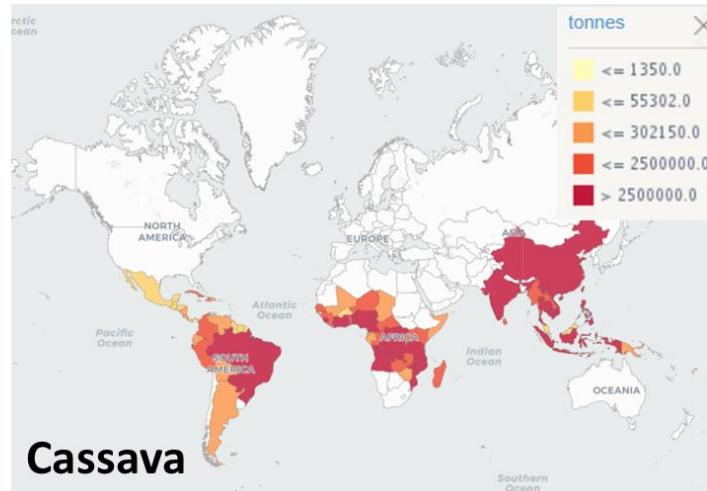 rctic
cean
tonnes
<= 1350.0
<= 55302.0
<= 302150.0
<= 2500000.0
> 2500000.0
NORTH
AMERICA
EUROPE
Atlantic
Ocean
Pacific
Ocean
AFRICA
SOUTH
AMERICA
Indian
Ocean
OCEANIA
Cassava
Southern
Ocean